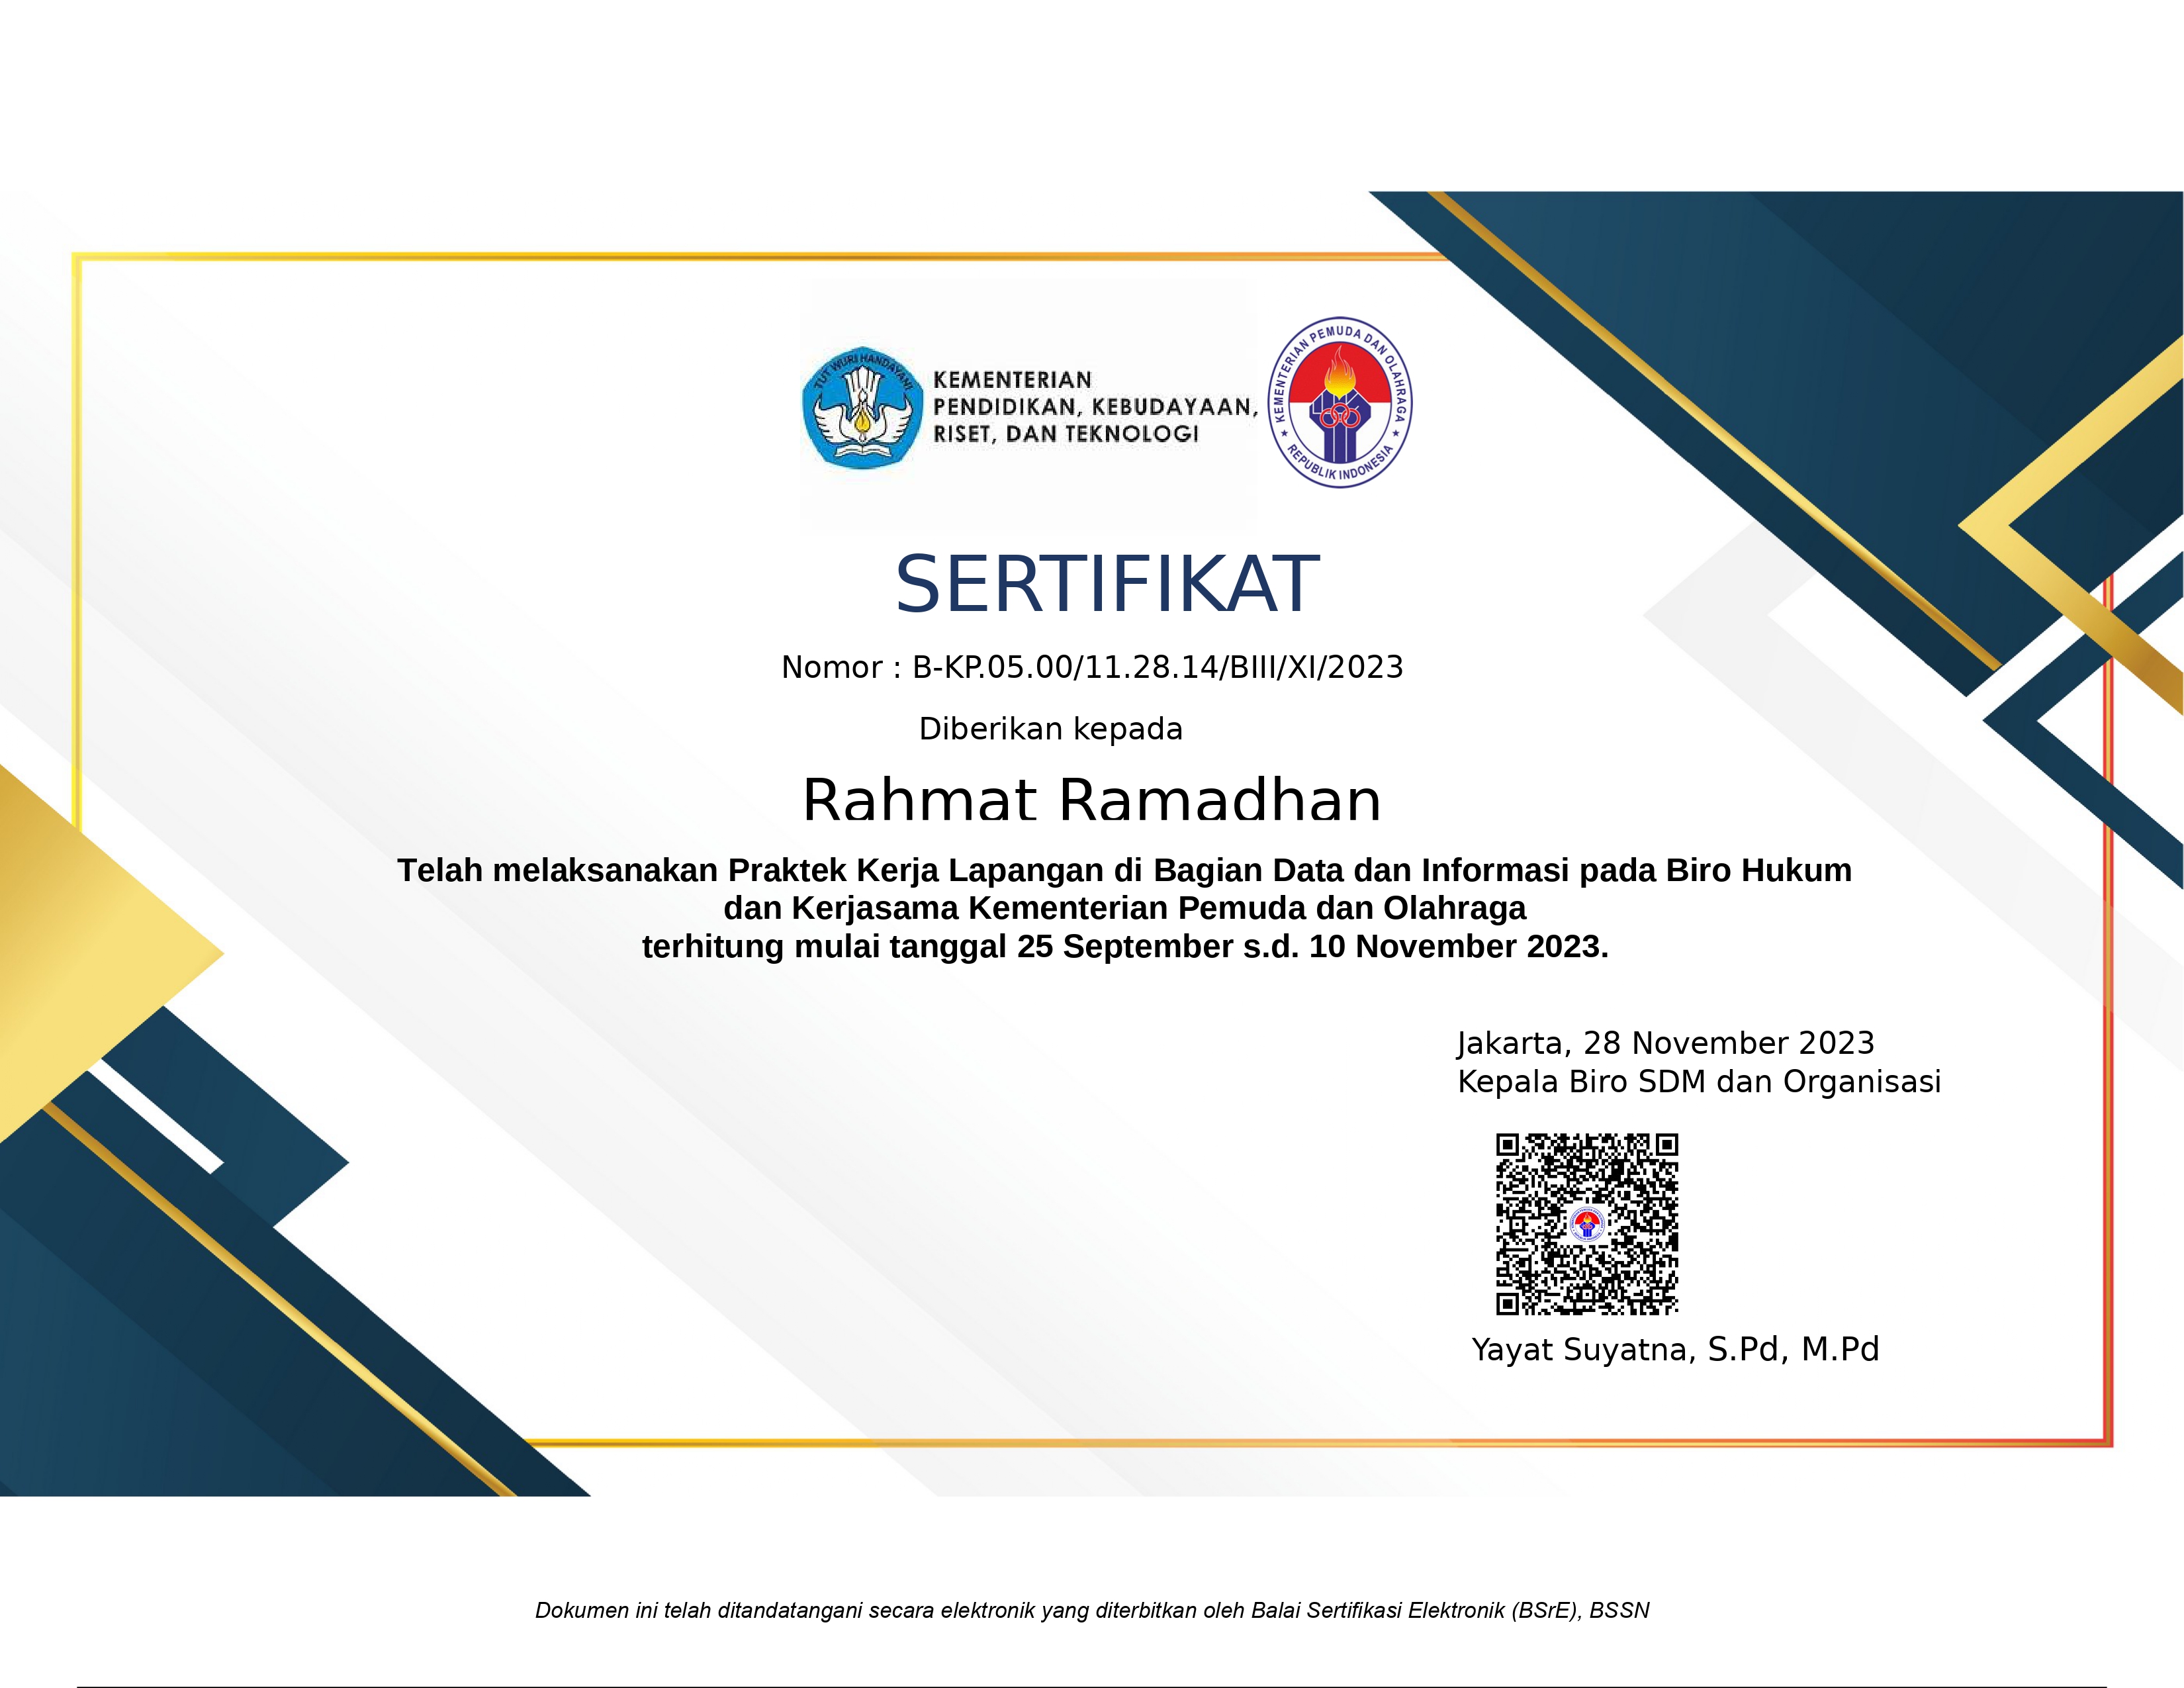 TUT WURI HANDAYANI
KEMENTERIAN
PENDIDIKAN, KEBUDAYAAN,
RISET, DAN TEKNOLOGI
KEMENTERIAN PEMUDA DAN OLAHRAGA
REPUBLIK INDONESIA
SERTIFIKAT
Nomor : B-KP.05.00/11.28.14/BIII/XI/2023
Diberikan kepada
Rahmat Ramadhan
Telah melaksanakan Praktek Kerja Lapangan di Bagian Data dan Informasi pada Biro Hukum
dan Kerjasama Kementerian Pemuda dan Olahraga
terhitung mulai tanggal 25 September s.d. 10 November 2023.
Jakarta, 28 November 2023
Kepala Biro SDM dan Organisasi
Yayat Suyatna, S.Pd, M.Pd
Dokumen ini telah ditandatangani secara elektronik yang diterbitkan oleh Balai Sertifikasi Elektronik (BSrE), BSSN